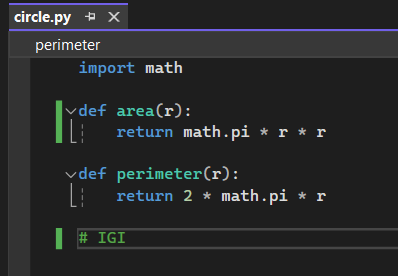 circle.py
perimeter
import math
def area(r):
return math.pi * r * r
def perimeter(r):
return 2 * math.pi * r
# IGI